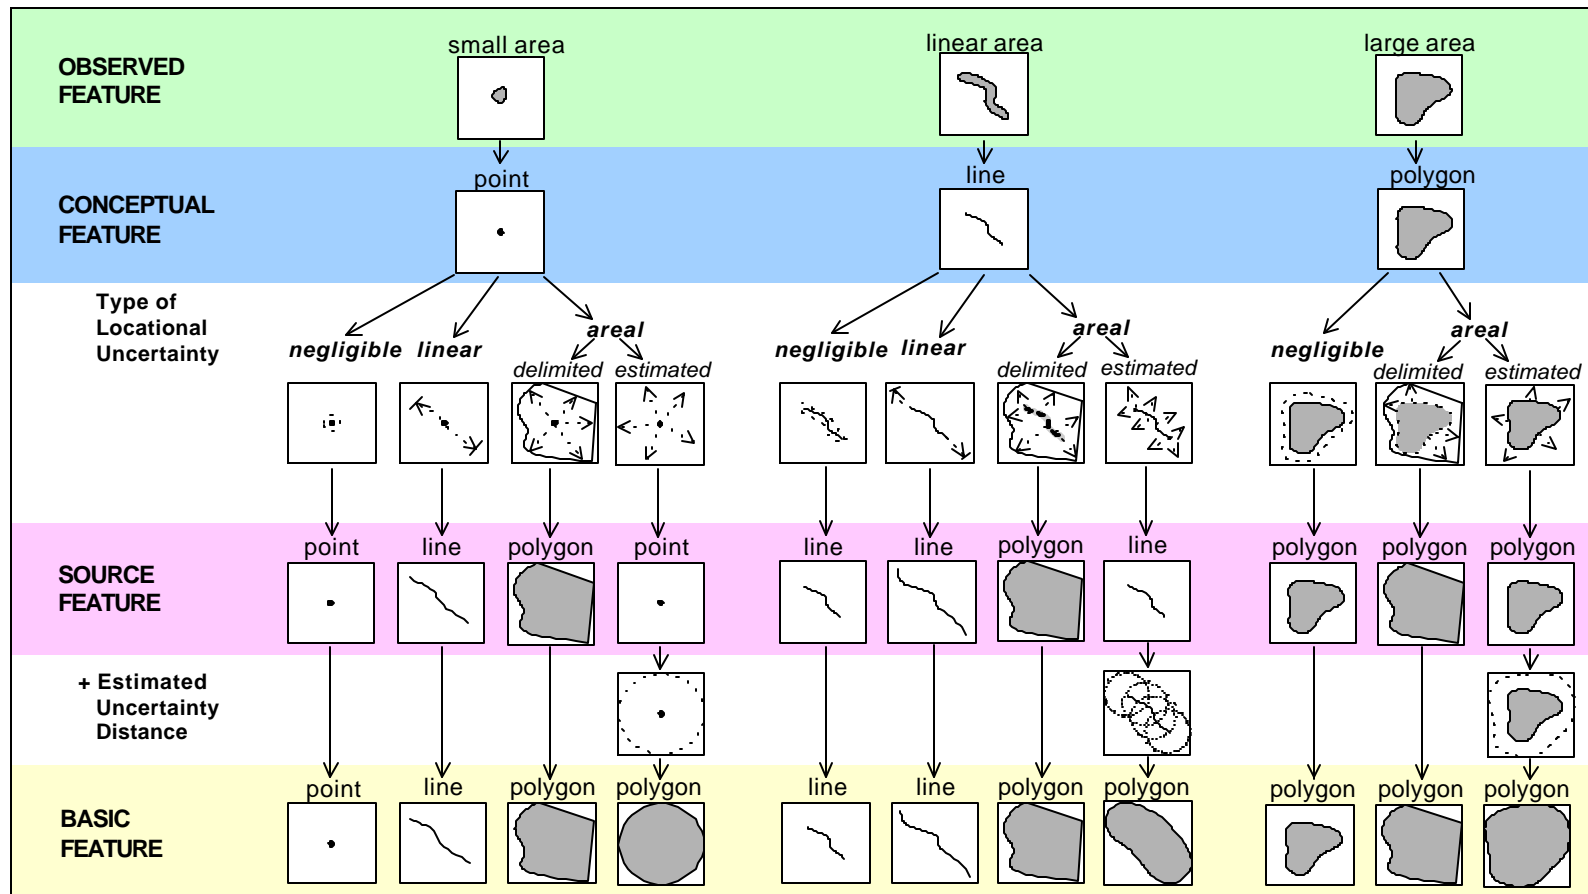 small area
linear area
large area
OBSERVED
FEATURE
point
line
polygon
CONCEPTUAL
FEATURE
Type of
Locational
Uncertainty
negligible
linear
areal
delimited
estimated
negligible
linear
areal
delimited
estimated
negligible
areal
delimited
estimated
point
line
polygon
point
line
line
polygon
line
polygon
polygon
polygon
SOURCE
FEATURE
+ Estimated
Uncertainty
Distance
point
line
polygon
polygon
line
line
polygon
polygon
polygon
polygon
polygon
BASIC
FEATURE